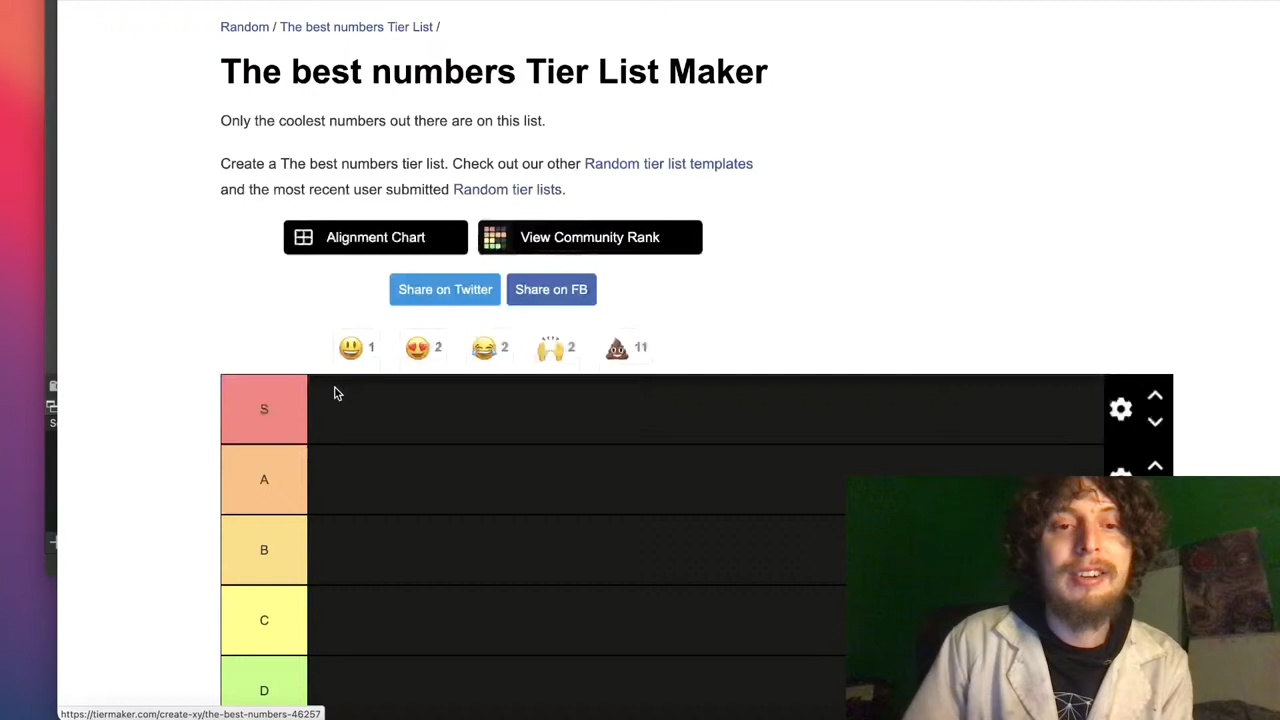 Random / The best numbers Tier List /
The best numbers Tier List Maker
Only the coolest numbers out there are on this list.
Create a The best numbers tier list. Check out our other Random tier list templates
and the most recent user submitted Random tier lists.
Alignment Chart
View Community Rank
Share on Twitter
Share on FB
1
2
2
2
11
S
A
B
C
D
https://tiermaker.com/create-xy/the-best-numbers-46257